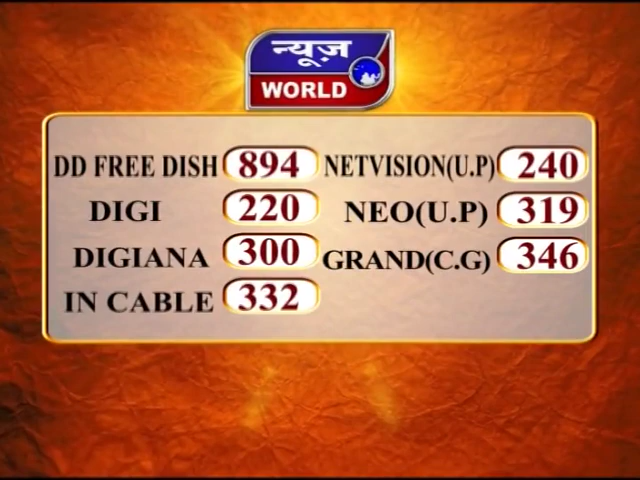 न्यूज़
WORLD
DD FREE DISH 894 NETVISION(U.P) 240
DIGI 220 NEO(U.P) 319
DIGIANA 300 GRAND(C.G) 346
IN CABLE 332